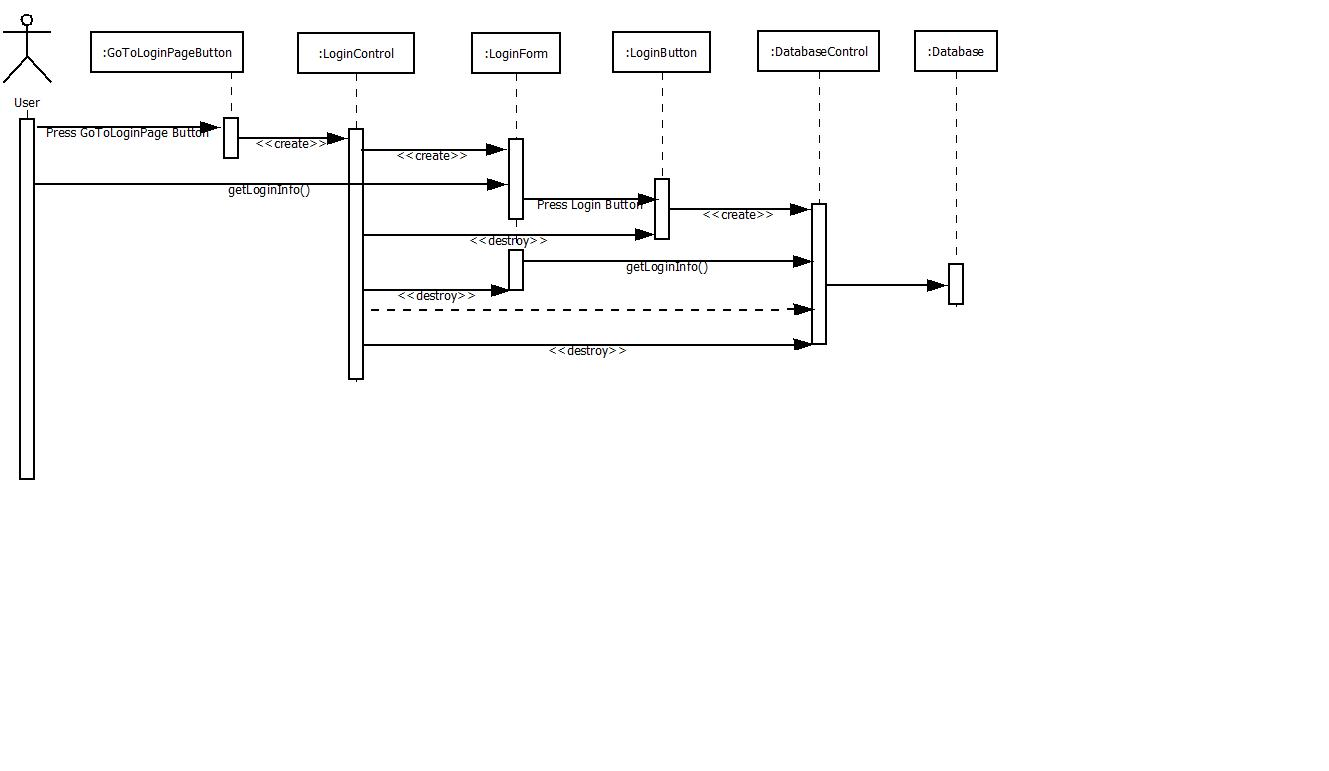 :GoToLoginPageButton
:LoginControl
:LoginForm
:LoginButton
:DatabaseControl
:Database
User
Press GoToLoginPage Button
<<create>>
<<create>>
getLoginInfo()
Press Login Button
<<create>>
<<destroy>>
getLoginInfo()
<<destroy>>
<<destroy>>